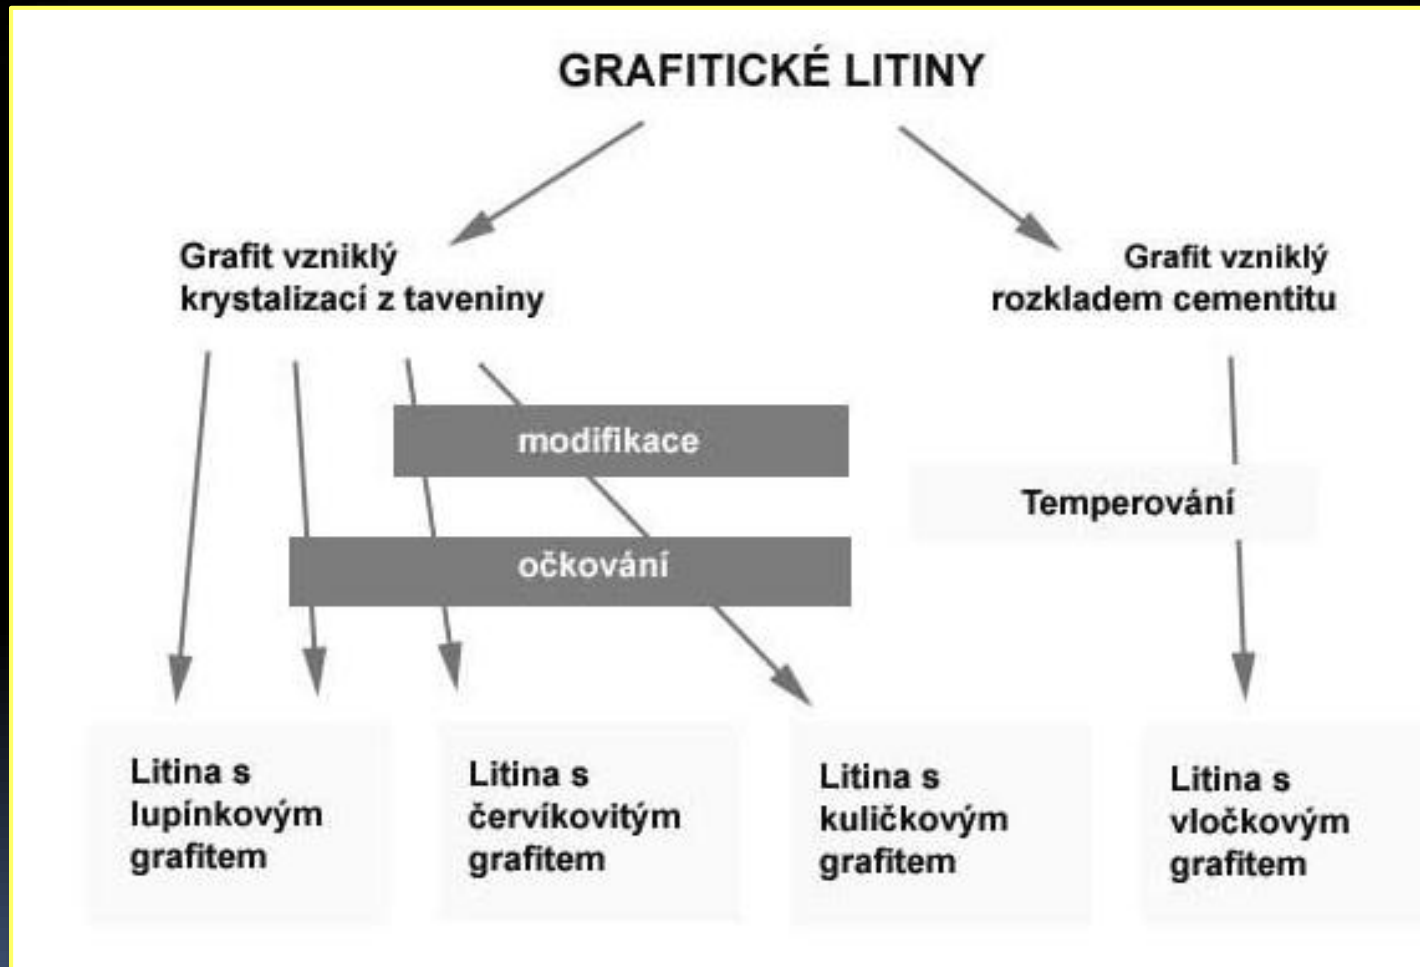 GRAFITICKÉ LITINY
Grafit vzniklý
krystalizací z taveniny
Grafit vzniklý
rozkladem cementitu
modifikace
Temperování
očkování
Litina s
lupínkovým
grafitem
Litina s
červíkovitým
grafitem
Litina s
kuličkovým
grafitem
Litina s
vločkovým
grafitem